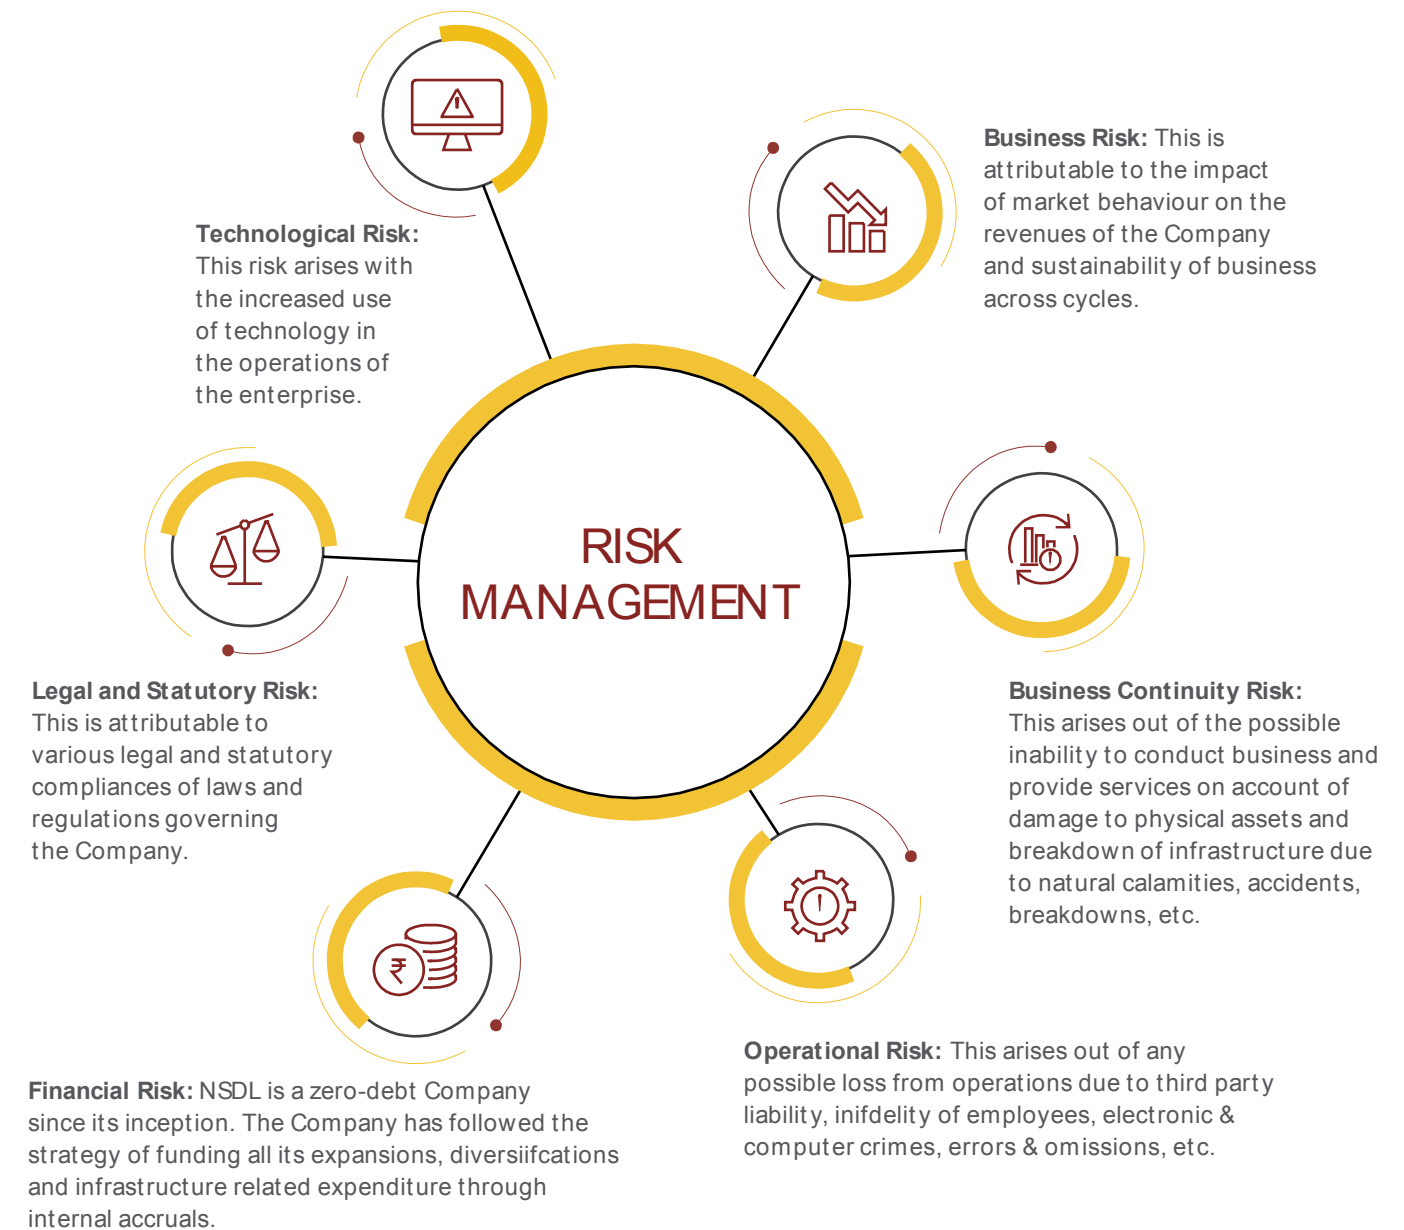 Technological Risk:
This risk arises with
the increased use
of technology in
the operations of
the enterprise.
Business Risk: This is
attributable to the impact
of market behaviour on the
revenues of the Company
and sustainability of business
across cycles.
RISK
MANAGEMENT
Legal and Statutory Risk:
This is attributable to
various legal and statutory
compliances of laws and
regulations governing
the Company.
Business Continuity Risk:
This arises out of the possible
inability to conduct business and
provide services on account of
damage to physical assets and
breakdown of infrastructure due
to natural calamities, accidents,
breakdowns, etc.
₹
Financial Risk: NSDL is a zero-debt Company
since its inception. The Company has followed the
strategy of funding all its expansions, diversiifcations
and infrastructure related expenditure through
internal accruals.
Operational Risk: This arises out of any
possible loss from operations due to third party
liability, inifdelity of employees, electronic &
computer crimes, errors & omissions, etc.